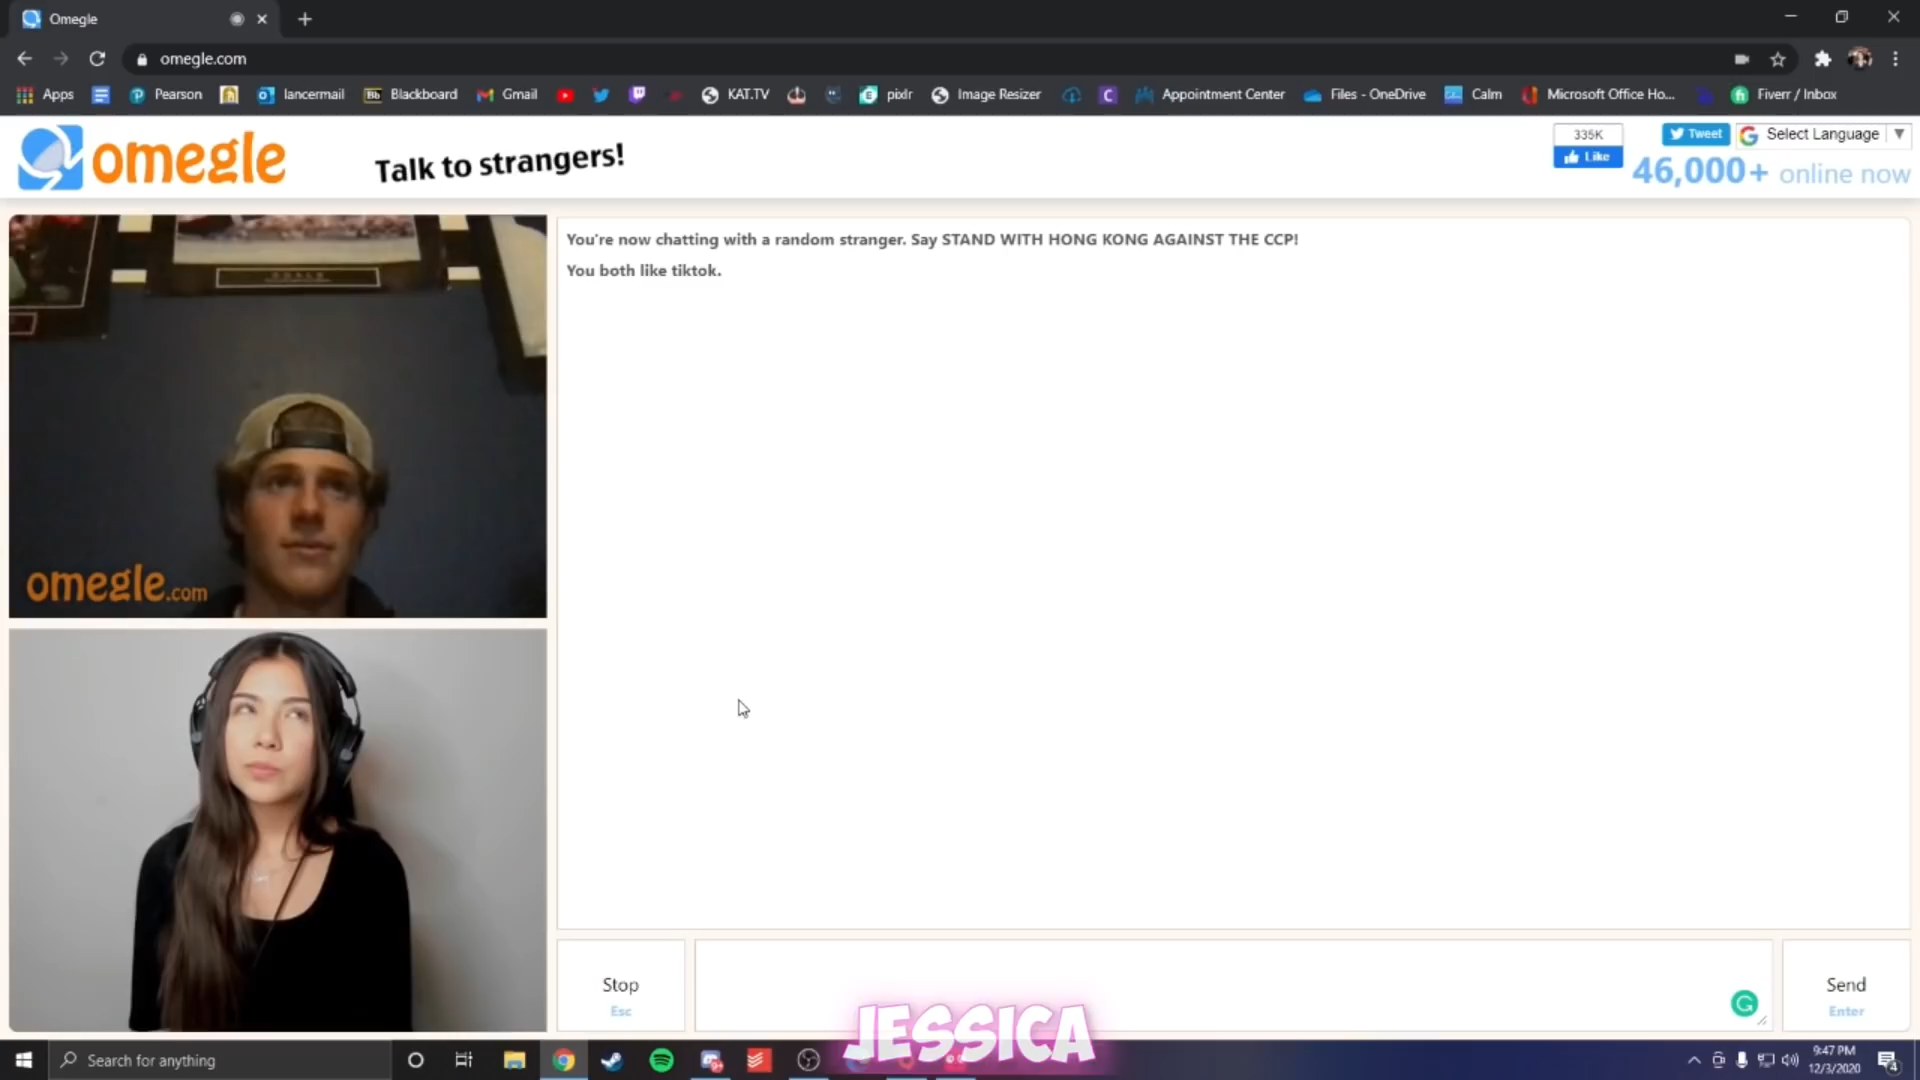 Omegle
omegle.com
Apps
Pearson
lancermail
Bb
Blackboard
Gmail
KAT.TV
pixlr
Image Resizer
C
Appointment Center
Files - OneDrive
Calm
Microsoft Office Ho...
Fiverr / Inbox
omegle
Talk to strangers!
335K
Like
Tweet
Select Language
46,000+ online now
You're now chatting with a random stranger. Say STAND WITH HONG KONG AGAINST THE CCP!
You both like tiktok.
omegle.com
Stop
Esc
Send
Enter
JESSICA
Search for anything
9:47 PM
12/3/2020
4